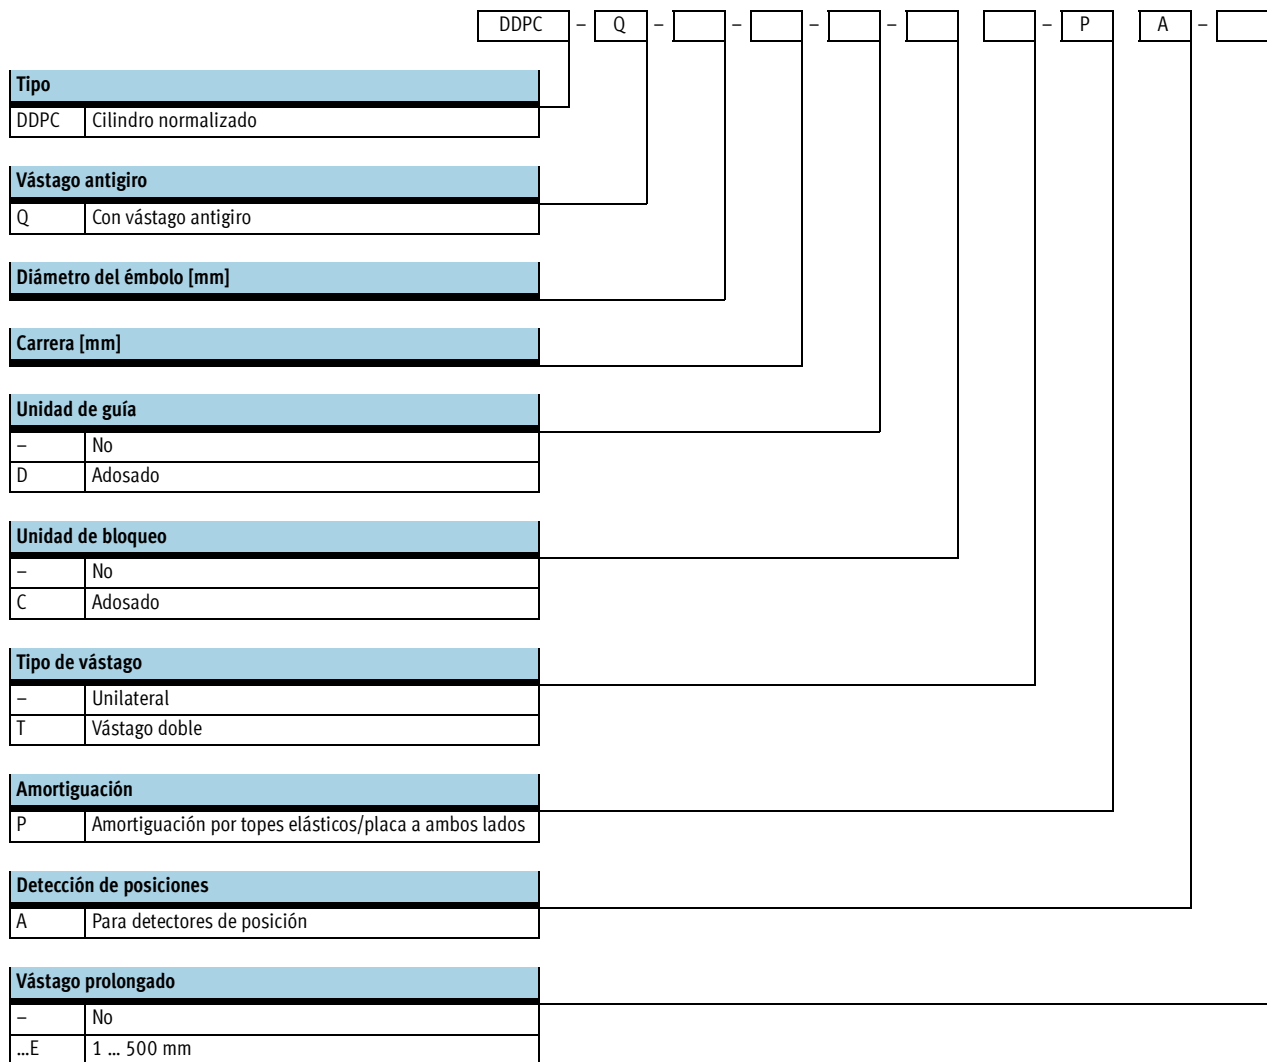 DDPC – Q – – – – – P A –
Tipo
DDPC Cilindro normalizado
Vástago antigiro
Q Con vástago antigiro
Diámetro del émbolo [mm]
Carrera [mm]
Unidad de guía
– No
D Adosado
Unidad de bloqueo
– No
C Adosado
Tipo de vástago
– Unilateral
T Vástago doble
Amortiguación
P Amortiguación por topes elásticos/placa a ambos lados
Detección de posiciones
A Para detectores de posición
Vástago prolongado
– No
...E 1 ... 500 mm